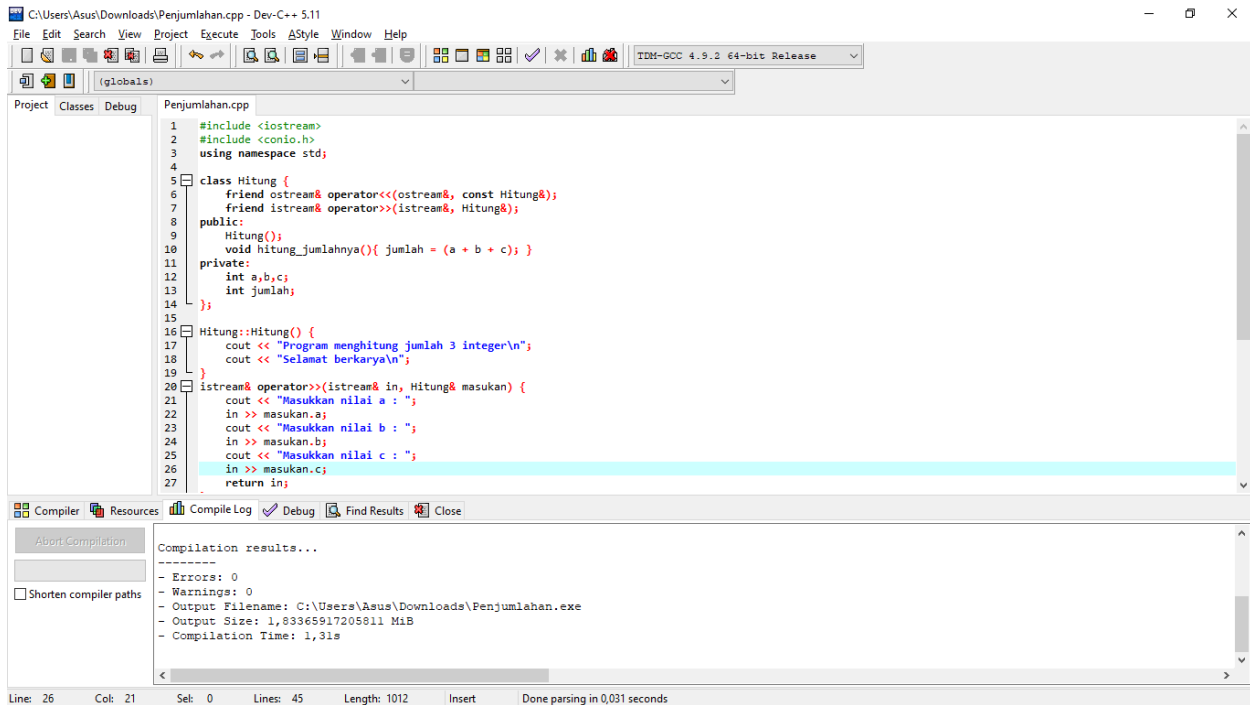 C:\Users\Asus\Downloads\Penjumlahan.cpp - Dev-C++ 5.11
File Edit Search View Project Execute Tools AStyle Window Help
TDM-GCC 4.9.2 64-bit Release
(globals)
Project Classes Debug Penjumlahan.cpp
1 #include <iostream>
2 #include <conio.h>
3 using namespace std;
4
5 class Hitung {
6 friend ostream& operator<<(ostream&, const Hitung&);
7 friend istream& operator>>(istream&, Hitung&);
8 public:
9 Hitung();
10 void hitung_jumlahnya(){ jumlah = (a + b + c); }
11 private:
12 int a,b,c;
13 int jumlah;
14 };
15
16 Hitung::Hitung() {
17 cout << "Program menghitung jumlah 3 integer\n";
18 cout << "Selamat berkarya\n";
19 }
20 istream& operator>>(istream& in, Hitung& masukan) {
21 cout << "Masukkan nilai a : ";
22 in >> masukan.a;
23 cout << "Masukkan nilai b : ";
24 in >> masukan.b;
25 cout << "Masukkan nilai c : ";
26 in >> masukan.c;
27 return in;
Compiler Resources Compile Log Debug Find Results Close
Abort Compilation
Shorten compiler paths
Compilation results...
--------
- Errors: 0
- Warnings: 0
- Output Filename: C:\Users\Asus\Downloads\Penjumlahan.exe
- Output Size: 1,83365917205811 MiB
- Compilation Time: 1,31s
Line: 26 Col: 21 Sel: 0 Lines: 45 Length: 1012 Insert Done parsing in 0,031 seconds